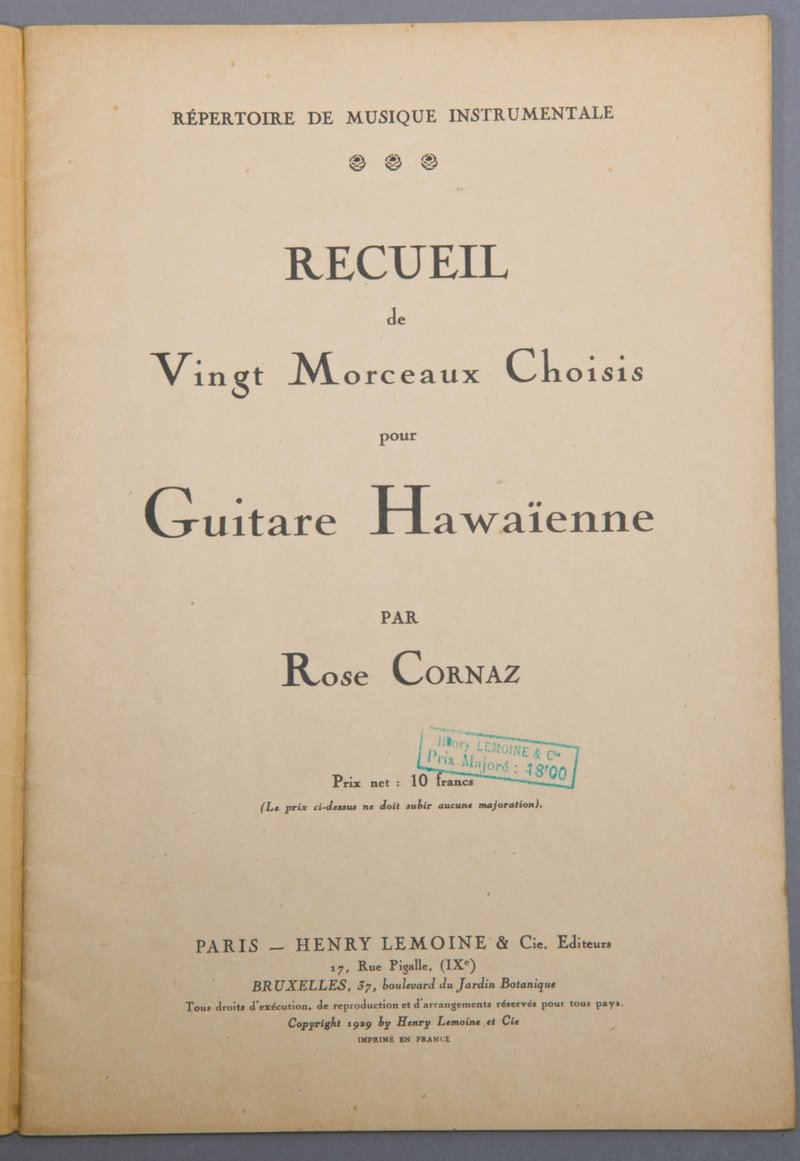 RÉPERTOIRE DE MUSIQUE INSTRUMENTALE
RECUEIL
de
Vingt Morceaux Choisis
pour
Guitare Hawaïenne
PAR
Rose Cornaz
Henry LEMOINE & Cie
Prix Majoré : 18f00
Prix net : 10 francs
(Le prix ci-dessus ne doit subir aucune majoration).
PARIS — HENRY LEMOINE & Cie. Editeurs
17, Rue Pigalle, (IXe)
BRUXELLES, 37, boulevard du Jardin Botanique
Tous droits d'exécution, de reproduction et d'arrangements réservés pour tous pays.
Copyright 1929 by Henry Lemoine et Cie
IMPRIMÉ EN FRANCE